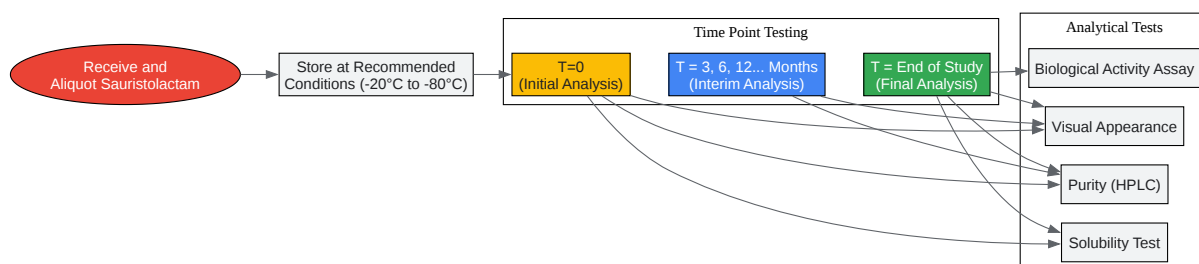 Receive and
Aliquot Sauristolactam
Store at Recommended
Conditions (-20°C to -80°C)
Time Point Testing
T=0
(Initial Analysis)
T = 3, 6, 12... Months
(Interim Analysis)
T = End of Study
(Final Analysis)
Analytical Tests
Biological Activity Assay
Visual Appearance
Purity (HPLC)
Solubility Test